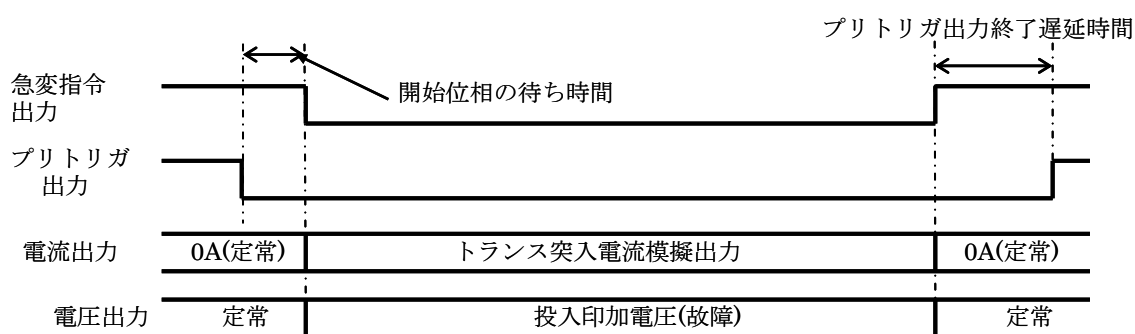 プリトリガ出力終了遅延時間
急変指令
出力
開始位相の待ち時間
プリトリガ
出力
電流出力
0A(定常)
トランス突入電流模擬出力
0A(定常)
電圧出力
定常
投入印加電圧(故障)
定常